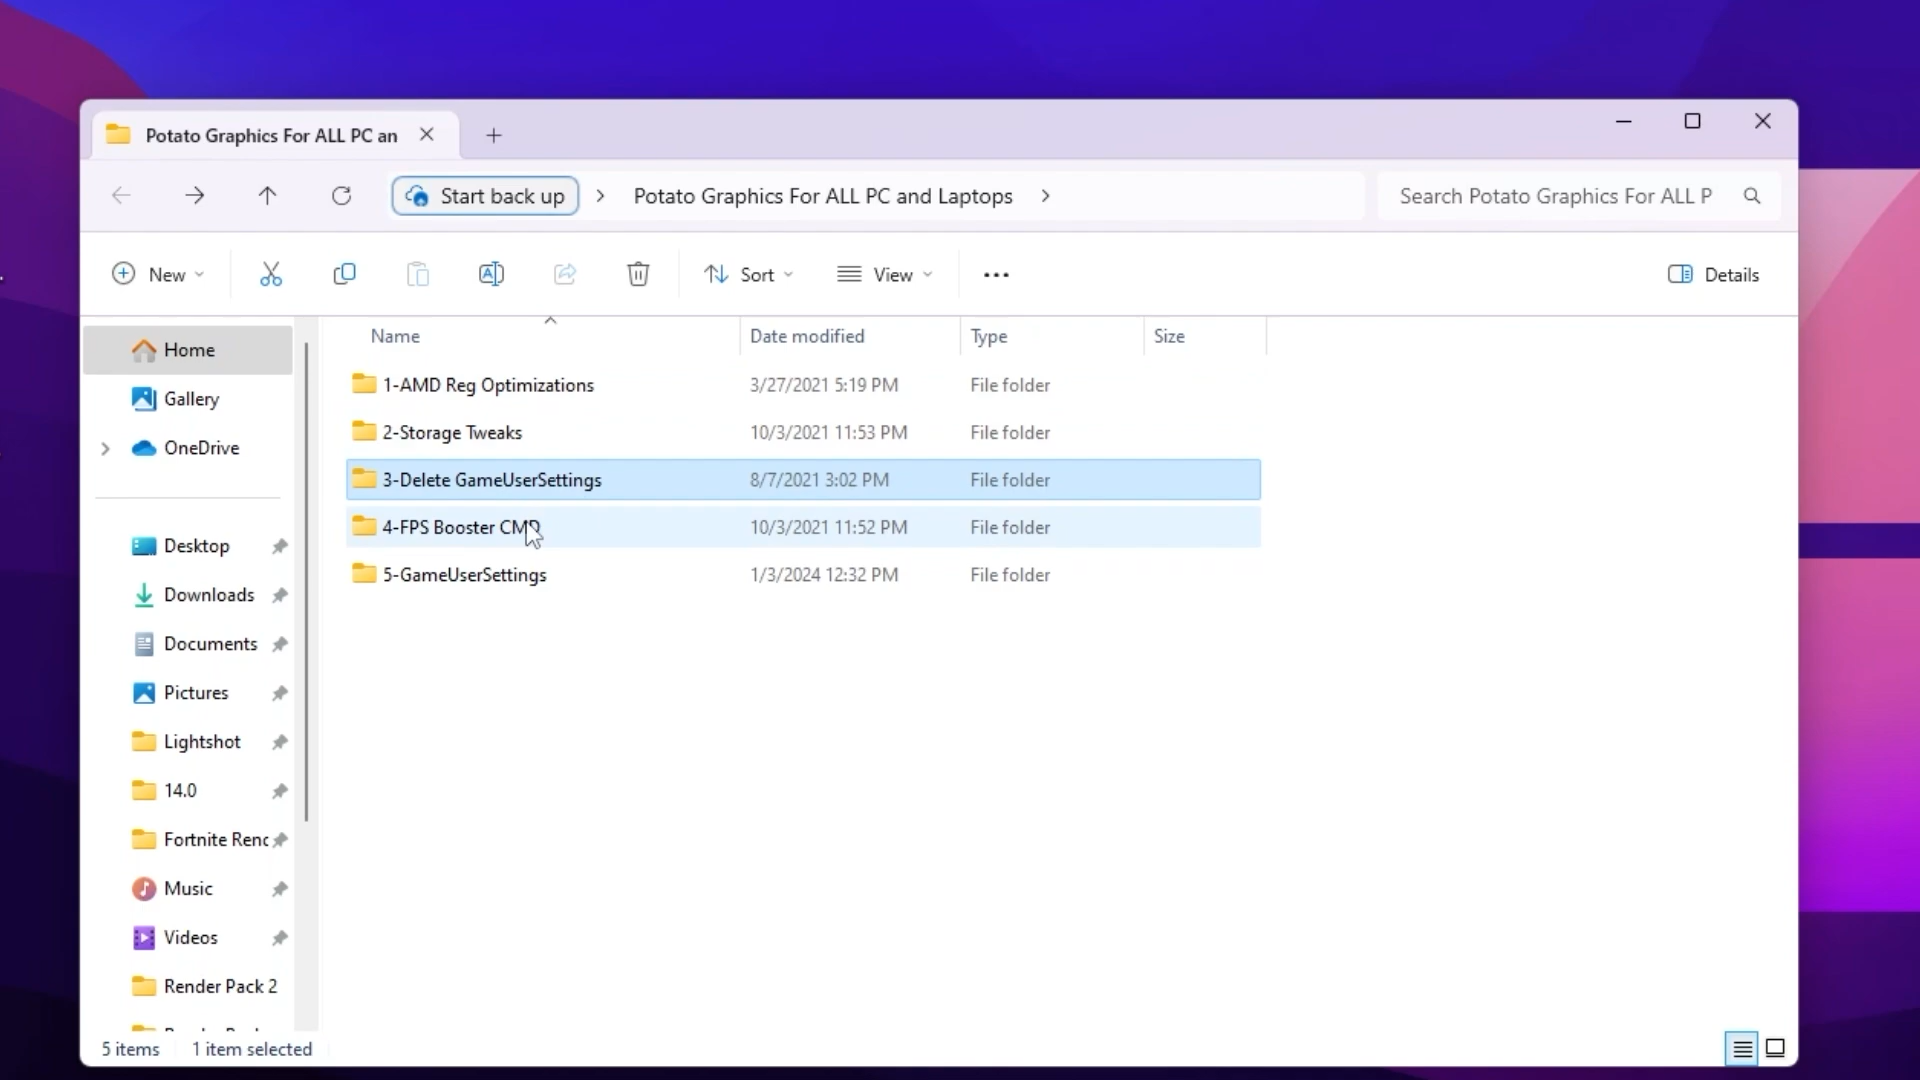 Potato Graphics For ALL PC an
Start back up
Potato Graphics For ALL PC and Laptops
Search Potato Graphics For ALL P
New
Sort
View
Details
Name
Date modified
Type
Size
Home
Gallery
OneDrive
Desktop
Downloads
Documents
Pictures
Lightshot
14.0
Fortnite Renc
Music
Videos
Render Pack 2
1-AMD Reg Optimizations 3/27/2021 5:19 PM File folder
2-Storage Tweaks 10/3/2021 11:53 PM File folder
3-Delete GameUserSettings 8/7/2021 3:02 PM File folder
4-FPS Booster CMD 10/3/2021 11:52 PM File folder
5-GameUserSettings 1/3/2024 12:32 PM File folder
5 items 1 item selected